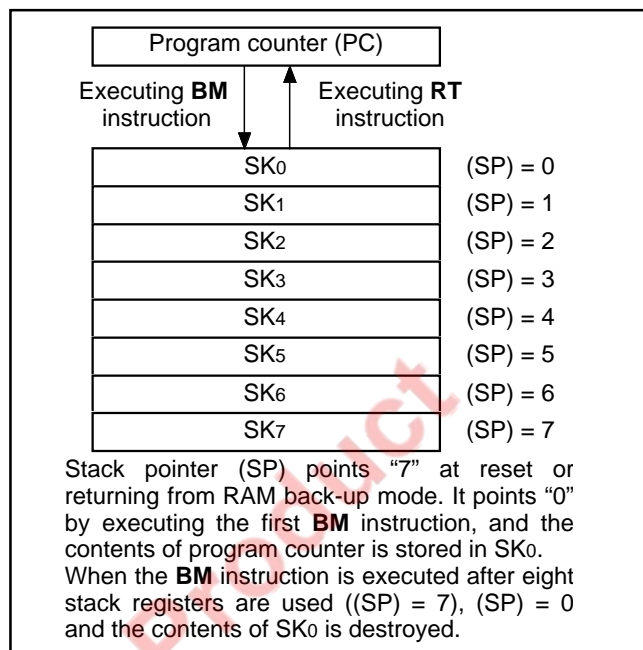 Program counter (PC)
Executing BM
instruction
Executing RT
instruction
SK0 (SP) = 0
SK1 (SP) = 1
SK2 (SP) = 2
SK3 (SP) = 3
SK4 (SP) = 4
SK5 (SP) = 5
SK6 (SP) = 6
SK7 (SP) = 7
Stack pointer (SP) points “7” at reset or
returning from RAM back-up mode. It points “0”
by executing the first BM instruction, and the
contents of program counter is stored in SK0.
When the BM instruction is executed after eight
stack registers are used ((SP) = 7), (SP) = 0
and the contents of SK0 is destroyed.
Product